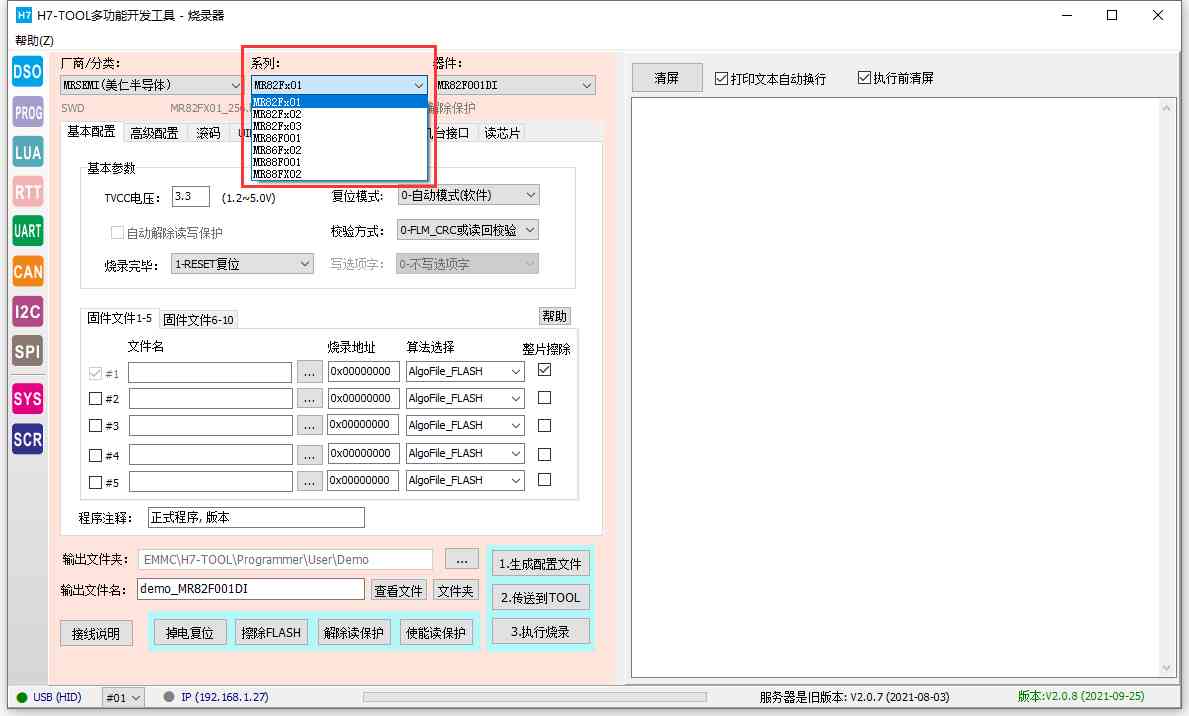 H7 H7-TOOL多功能开发工具 - 烧录器
帮助(Z)
DSO
PROG
LUA
RTT
UART
CAN
I2C
SPI
SYS
SCR
厂商/分类: 系列: 器件:
MRSEMI(美仁半导体) MR82Fx01 MR82F001DI
SWD MR82FX01_256. 解除保护
MR82Fx01
MR82Fx02
MR82Fx03
MR86F001
MR86Fx02
MR88F001
MR88FX02
基本配置 高级配置 滚码 UI 机台接口 读芯片
基本参数
TVCC电压: 3.3 (1.2~5.0V) 复位模式: 0-自动模式(软件)
自动解除读写保护 校验方式: 0-FLM_CRC或读回校验
烧录完毕: 1-RESET复位 写选项字: 0-不写选项字
固件文件1-5 固件文件6-10 帮助
文件名 烧录地址 算法选择 整片擦除
#1 ... 0x00000000 AlgoFile_FLASH
#2 ... 0x00000000 AlgoFile_FLASH
#3 ... 0x00000000 AlgoFile_FLASH
#4 ... 0x00000000 AlgoFile_FLASH
#5 ... 0x00000000 AlgoFile_FLASH
程序注释: 正式程序, 版本
输出文件夹: EMMC\H7-TOOL\Programmer\User\Demo ...
输出文件名: demo_MR82F001DI 查看文件 文件夹
1.生成配置文件
2.传送到TOOL
3.执行烧录
接线说明 掉电复位 擦除FLASH 解除读保护 使能读保护
清屏 打印文本自动换行 执行前清屏
USB (HID) #01 IP (192.168.1.27) 服务器是旧版本: V2.0.7 (2021-08-03) 版本:V2.0.8 (2021-09-25)